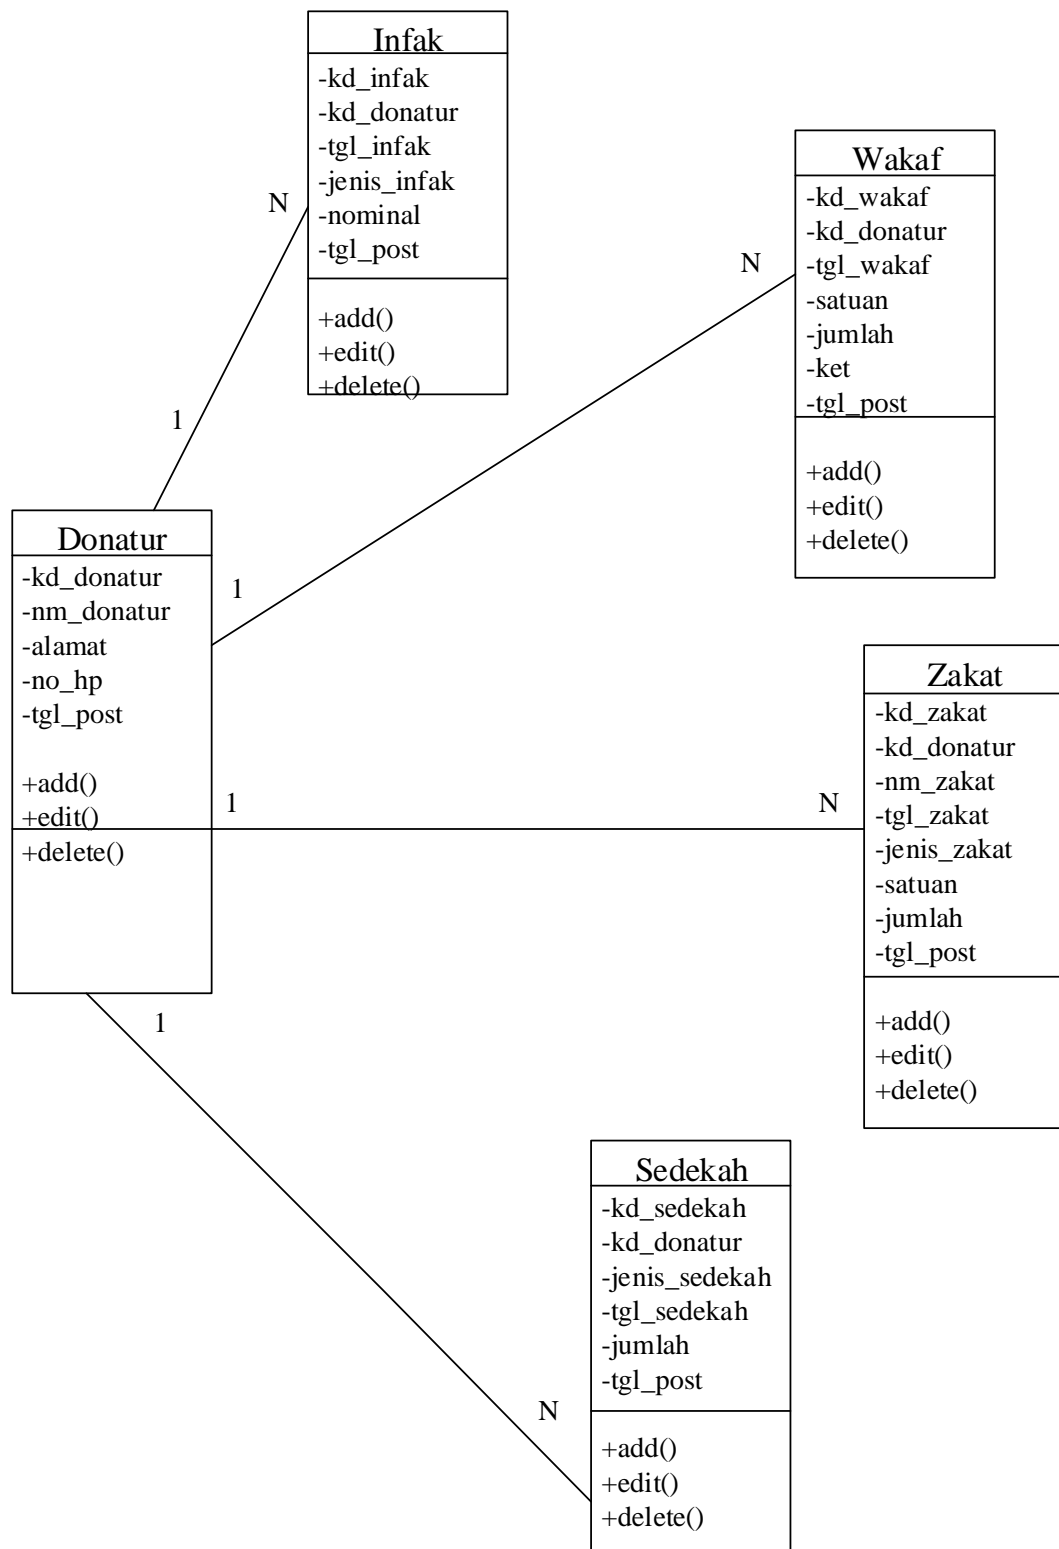 Infak
-kd_infak
-kd_donatur
-tgl_infak
-jenis_infak
-nominal
-tgl_post
+add()
+edit()
+delete()
N
1
Wakaf
-kd_wakaf
-kd_donatur
-tgl_wakaf
-satuan
-jumlah
-ket
-tgl_post
+add()
+edit()
+delete()
N
1
Donatur
-kd_donatur
-nm_donatur
-alamat
-no_hp
-tgl_post
+add()
+edit()
+delete()
1
N
Zakat
-kd_zakat
-kd_donatur
-nm_zakat
-tgl_zakat
-jenis_zakat
-satuan
-jumlah
-tgl_post
+add()
+edit()
+delete()
1
N
Sedekah
-kd_sedekah
-kd_donatur
-jenis_sedekah
-tgl_sedekah
-jumlah
-tgl_post
+add()
+edit()
+delete()